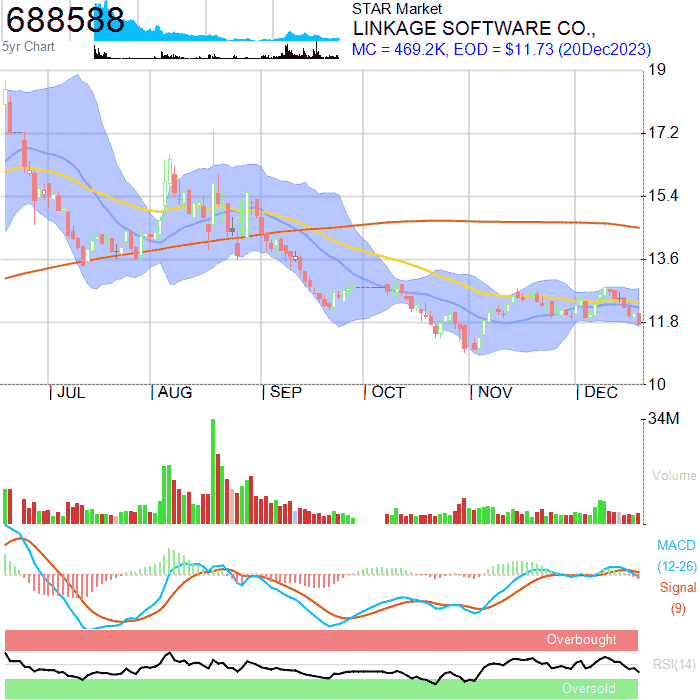 688588
5yr Chart
STAR Market
LINKAGE SOFTWARE CO.,
MC = 469.2K, EOD = $11.73 (20Dec2023)
19
17.2
15.4
13.6
11.8
10
JUL AUG SEP OCT NOV DEC
34M
Volume
MACD
(12-26)
Signal
(9)
Overbought
RSI(14)
Oversold